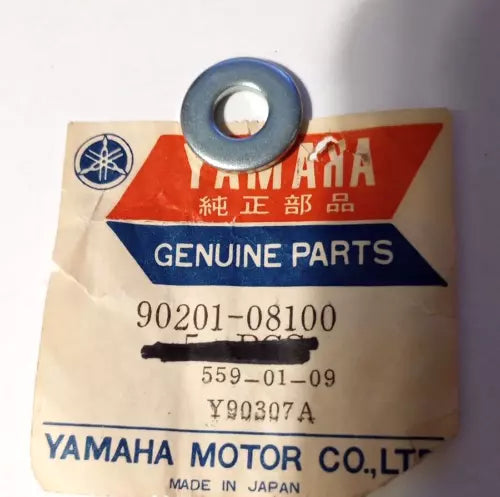 YAMAHA
純正部品
GENUINE PARTS
90201-08100
559-01-09
Y90307A
YAMAHA MOTOR CO.,LT
MADE IN JAPAN